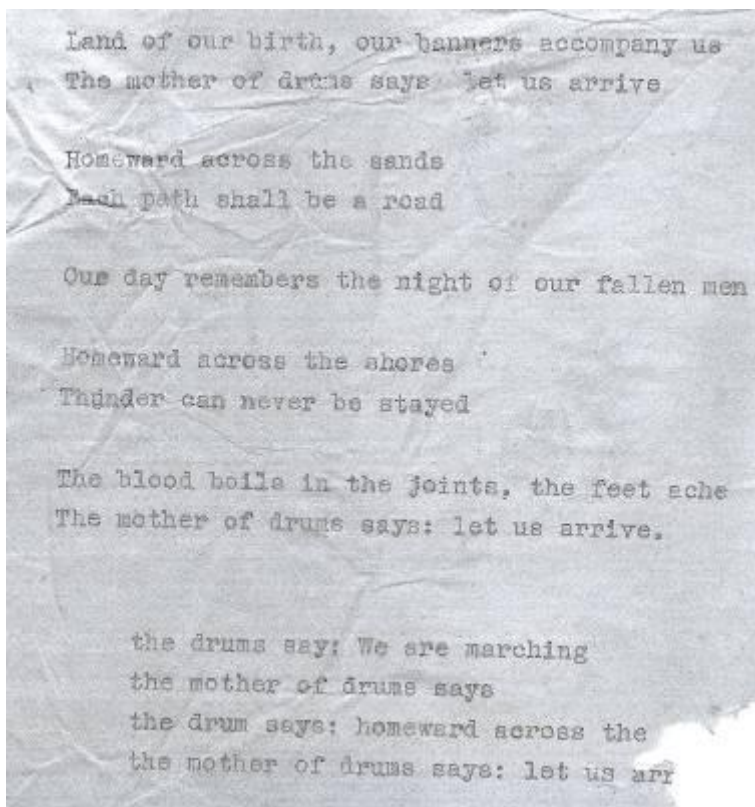 Land of our birth, our banners accompany us
The mother of drums says let us arrive
Homeward across the sands
Each path shall be a road
Our day remembers the night of our fallen men
Homeward across the shores
Thunder can never be stayed
The blood boils in the joints, the feet ache
The mother of drums says: let us arrive.
the drums say: We are marching
the mother of drums says
the drum says: homeward across the
the mother of drums says: let us arr